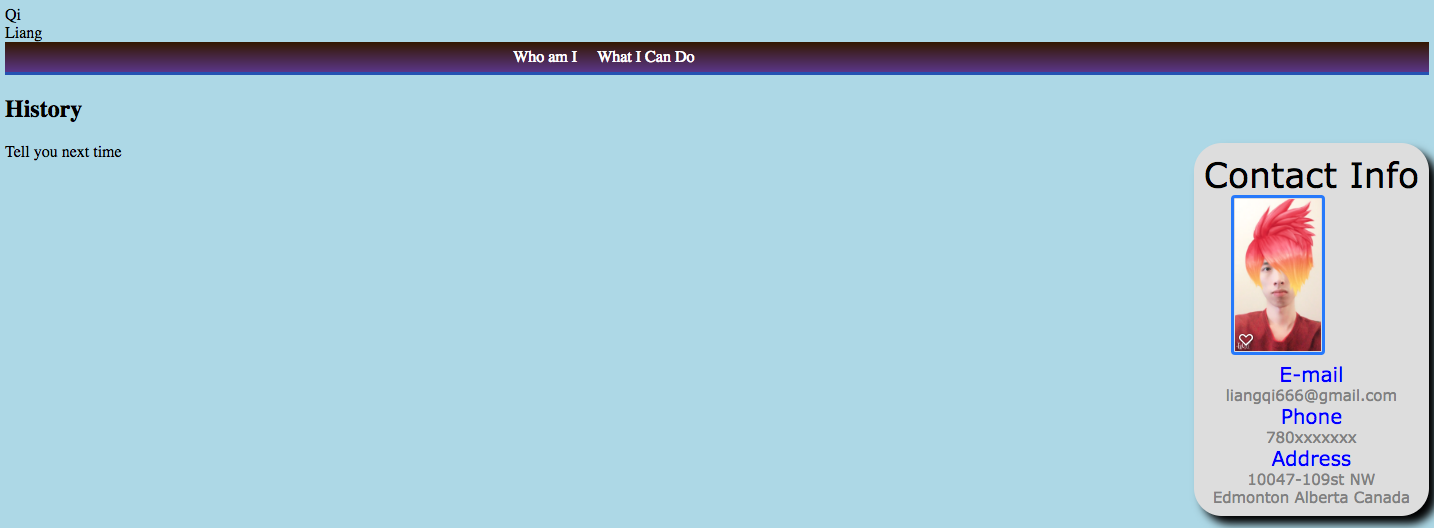 Qi
Liang
Who am I What I Can Do
History
Tell you next time
Contact Info
E-mail
liangqi666@gmail.com
Phone
780xxxxxxx
Address
10047-109st NW
Edmonton Alberta Canada